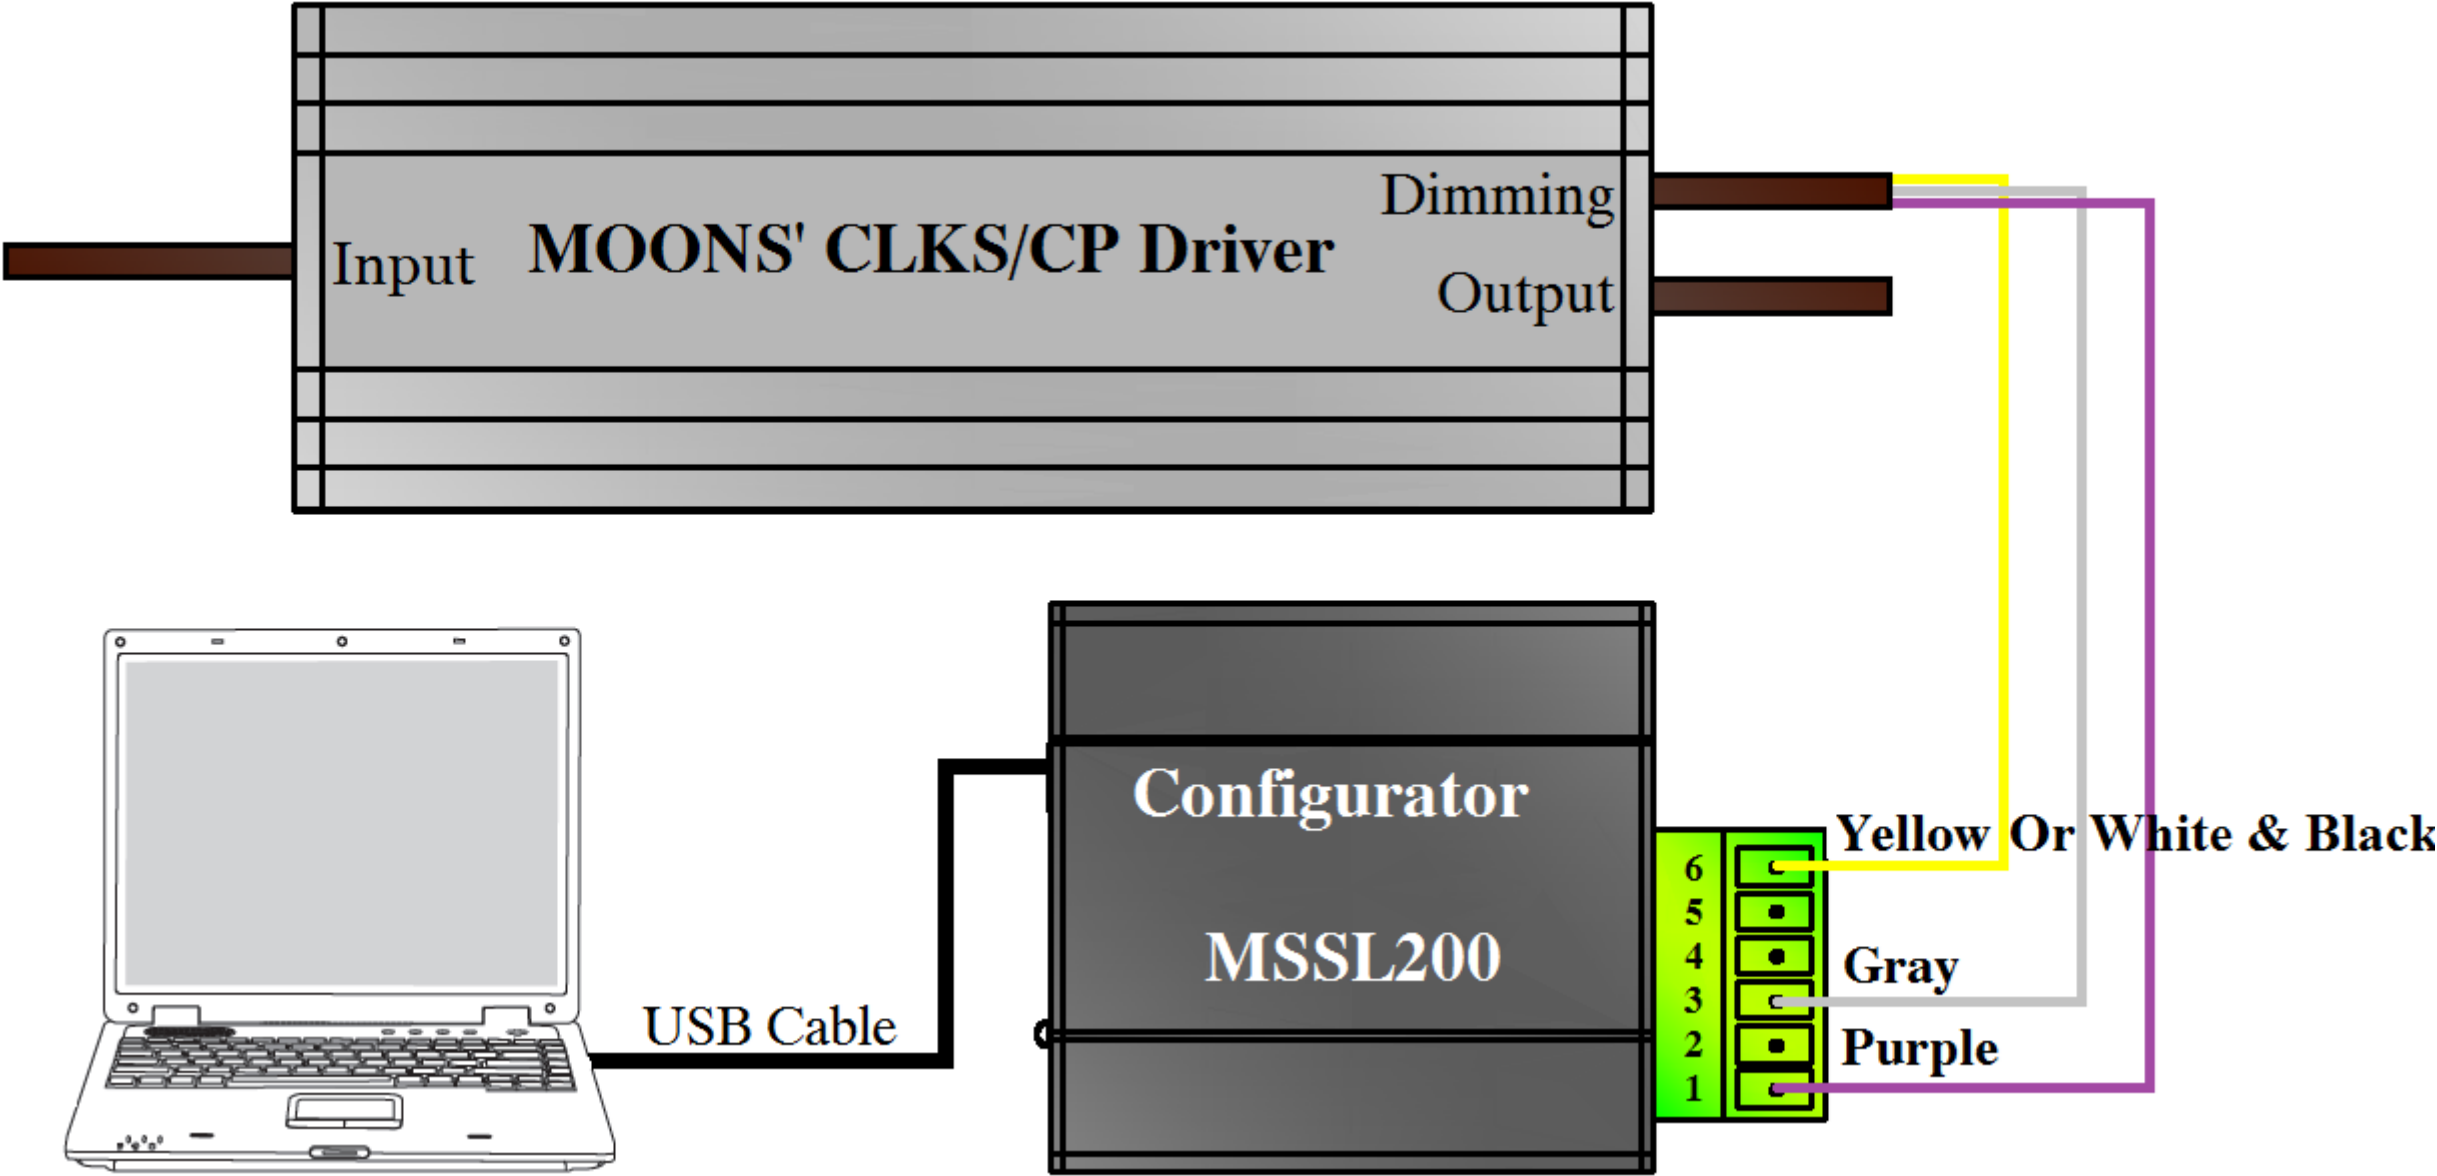 Dimming
Input
MOONS' CLKS/CP Driver
Output
Configurator
MSSL200
USB Cable
Yellow Or White & Black
6
5
4
Gray
3
2
Purple
1